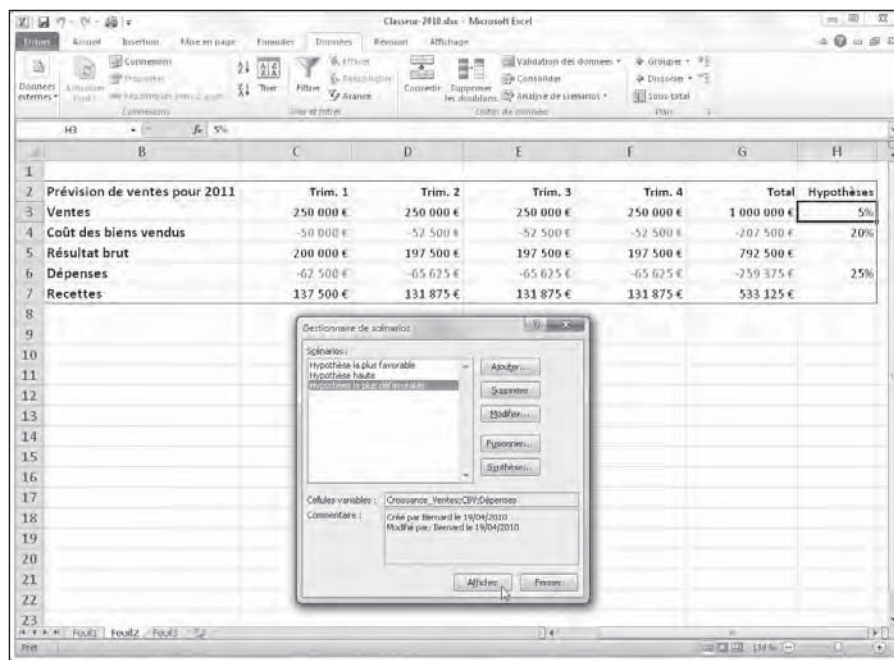 Classeur-2010.xlsx - Microsoft Excel
Fichier Accueil Insertion Mise en page Formules Données Révision Affichage
Données externes
Connexions
Propriétés
Trier
Filtrer
Effacer
Avancé
Convertir
Supprimer les doublons
Validation des données
Consolider
Analyse de scénarios
Grouper
Dissocier
Sous-total
Connexions
Trier et filtrer
Outils de données
Plan
H3 fx 5%
B C D E F G H
1
2 Prévision de ventes pour 2011 Trim. 1 Trim. 2 Trim. 3 Trim. 4 Total Hypothèses
3 Ventes 250 000 € 250 000 € 250 000 € 250 000 € 1 000 000 € 5%
4 Coût des biens vendus -50 000 € -52 500 € -52 500 € -52 500 € -207 500 € 20%
5 Résultat brut 200 000 € 197 500 € 197 500 € 197 500 € 792 500 €
6 Dépenses -62 500 € -65 625 € -65 625 € -65 625 € -259 375 € 25%
7 Recettes 137 500 € 131 875 € 131 875 € 131 875 € 533 125 €
8
9
10
11
12
13
14
15
16
17
18
19
20
21
22
23
Gestionnaire de scénarios
Scénarios :
Hypothèse la plus favorable
Hypothèse haute
Hypothèse la plus défavorable
Ajouter...
Supprimer
Modifier...
Fusionner...
Synthèse...
Cellules variables : Croissance_Ventes;CBV;Dépenses
Commentaire : Créé par Bernard le 19/04/2010
Modifié par : Bernard le 19/04/2010
Afficher Fermer
Feuil1 Feuil2 Feuil3
Prêt